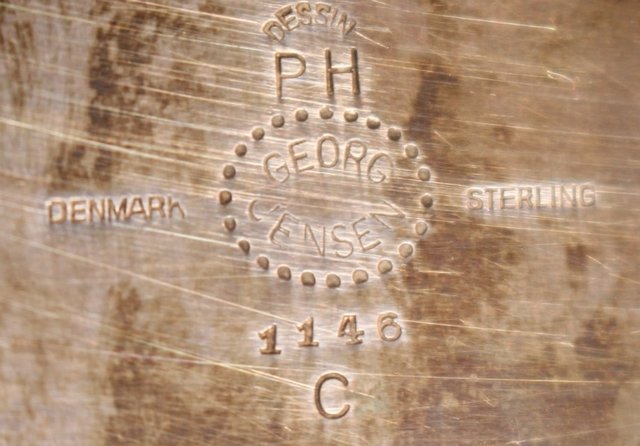 DESSIN
PH
GEORG
JENSEN
DENMARK
STERLING
1146
C